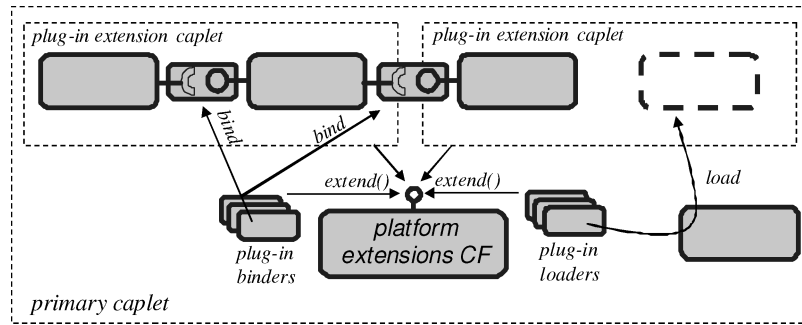 plug-in extension caplet
plug-in extension caplet
bind
bind
extend()
extend()
load
plug-in
binders
platform
extensions CF
plug-in
loaders
primary caplet